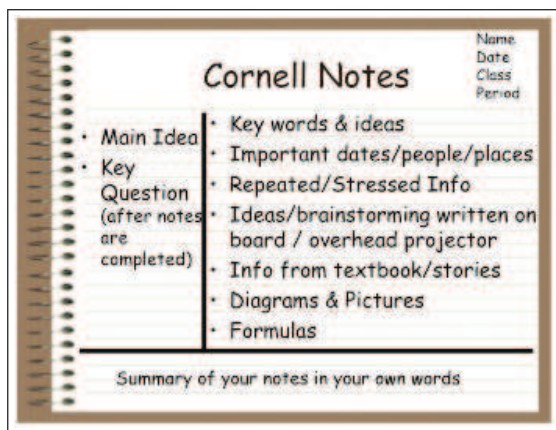 Name
Date
Class
Period
Cornell Notes
• Main Idea
• Key
Question
(after notes
are
completed)
• Key words & ideas
• Important dates/people/places
• Repeated/Stressed Info
• Ideas/brainstorming written on
board / overhead projector
• Info from textbook/stories
• Diagrams & Pictures
• Formulas
Summary of your notes in your own words